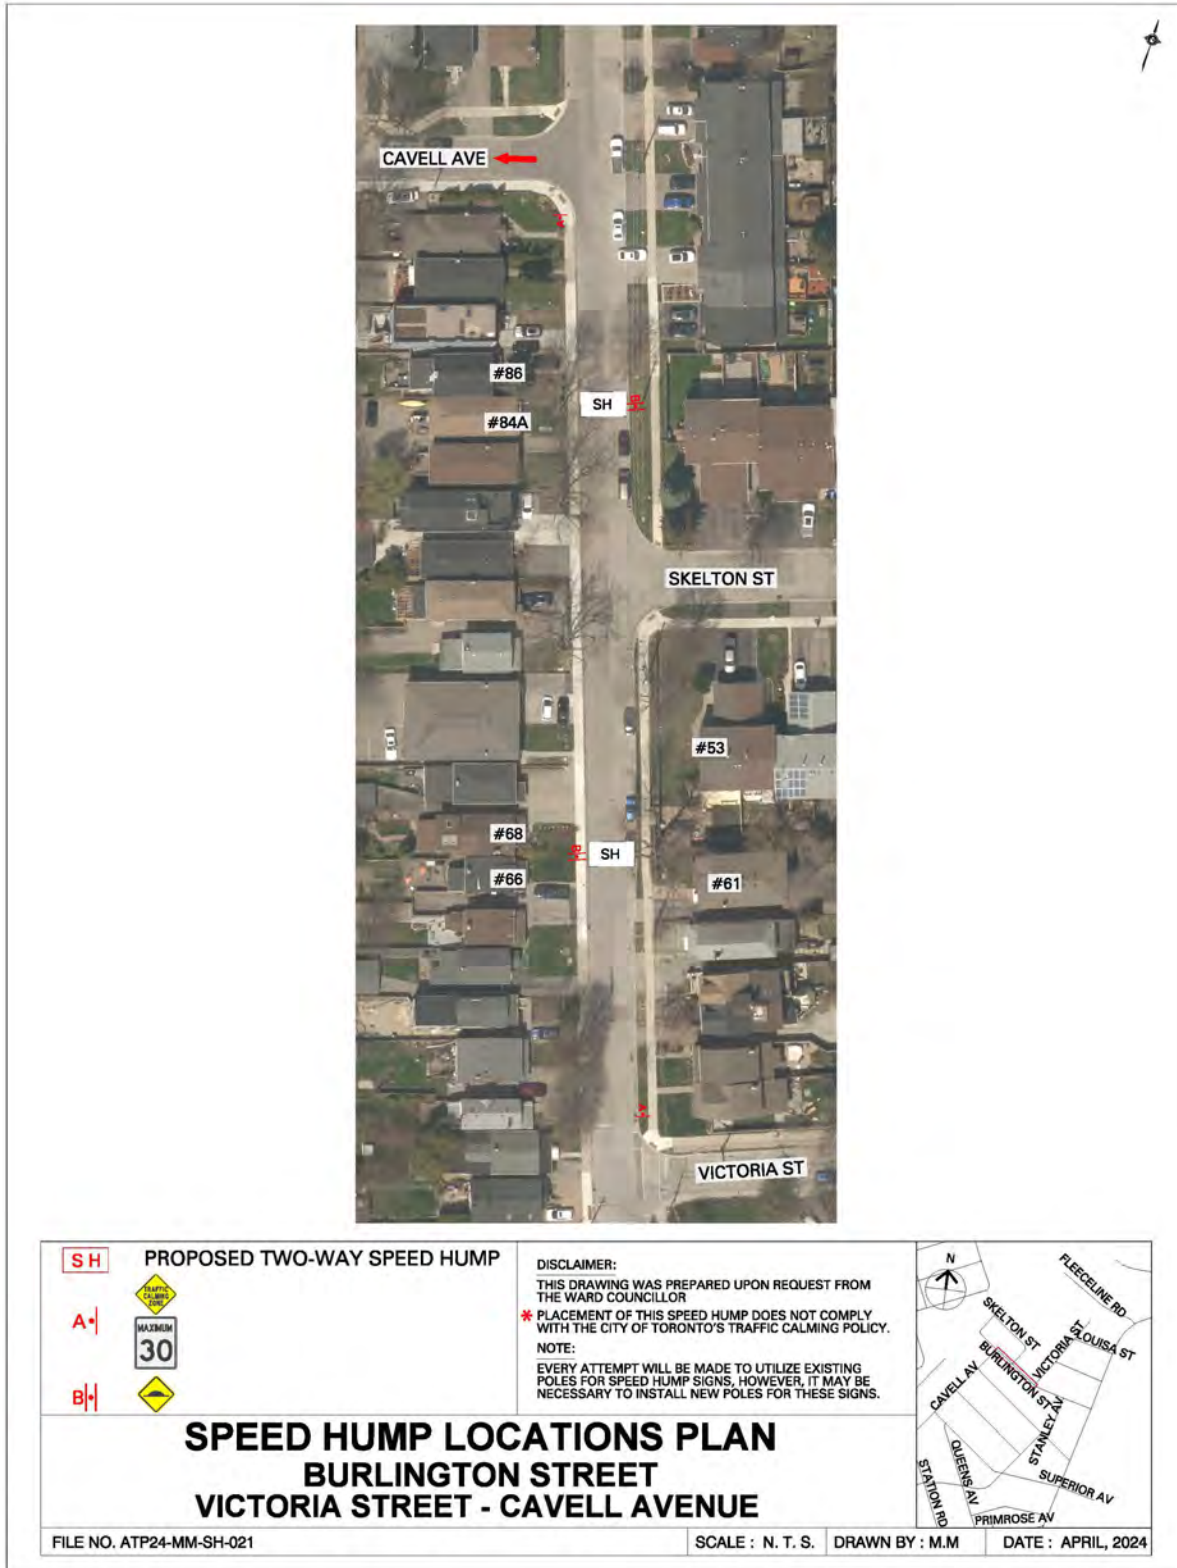 CAVELL AVE
#86
SH
#84A
SKELTON ST
#53
#68
SH
#66
#61
VICTORIA ST
SH PROPOSED TWO-WAY SPEED HUMP
TRAFFIC
CALMING
ZONE
A
MAXIMUM
30
B
DISCLAIMER:
THIS DRAWING WAS PREPARED UPON REQUEST FROM
THE WARD COUNCILLOR
* PLACEMENT OF THIS SPEED HUMP DOES NOT COMPLY
WITH THE CITY OF TORONTO'S TRAFFIC CALMING POLICY.
NOTE:
EVERY ATTEMPT WILL BE MADE TO UTILIZE EXISTING
POLES FOR SPEED HUMP SIGNS, HOWEVER, IT MAY BE
NECESSARY TO INSTALL NEW POLES FOR THESE SIGNS.
N
FLEECELINE RD
SKELTON ST
VICTORIA ST
LOUISA ST
BURLINGTON ST
CAVELL AV
STANLEY AV
QUEENS AV
SUPERIOR AV
STATION RD
PRIMROSE AV
SPEED HUMP LOCATIONS PLAN
BURLINGTON STREET
VICTORIA STREET - CAVELL AVENUE
FILE NO. ATP24-MM-SH-021
SCALE : N. T. S.
DRAWN BY : M.M
DATE : APRIL, 2024